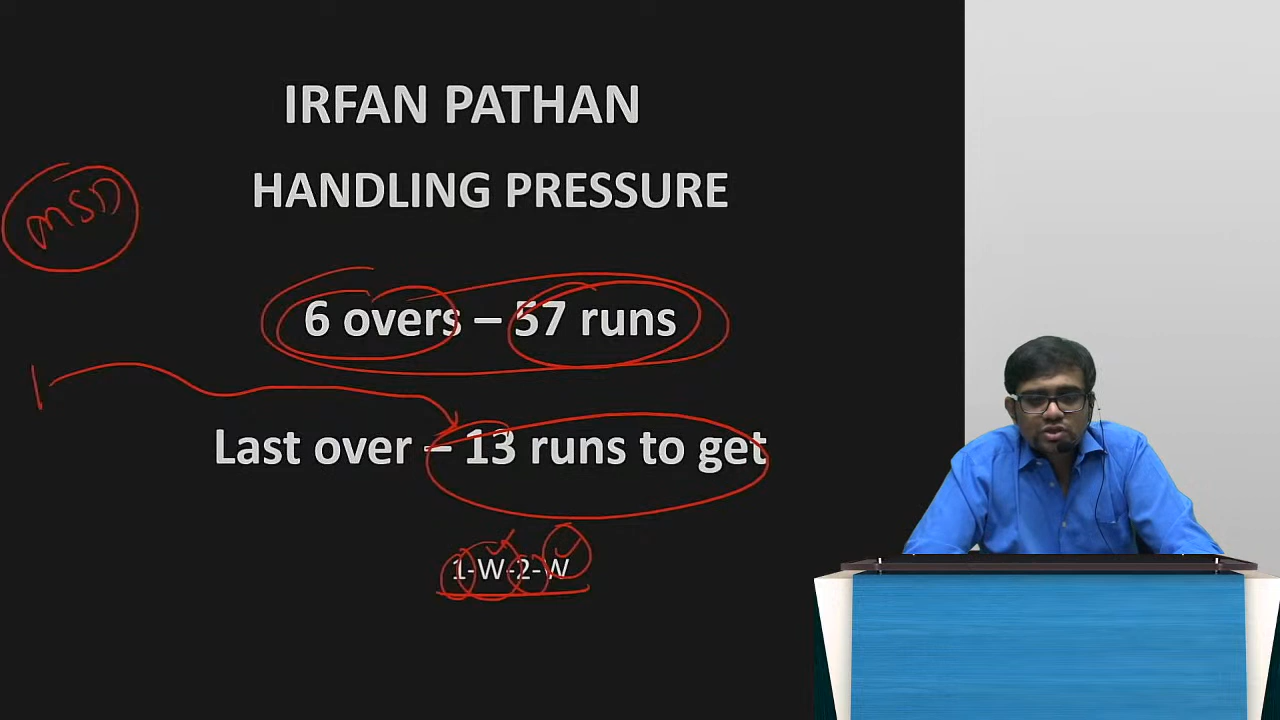 IRFAN PATHAN
HANDLING PRESSURE
MSD
6 overs – 57 runs
Last over – 13 runs to get
1-W-2-W